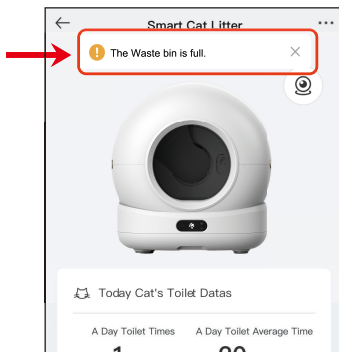 Smart Cat Litter
The Waste bin is full.
Today Cat's Toilet Datas
A Day Toilet Times
A Day Toilet Average Time